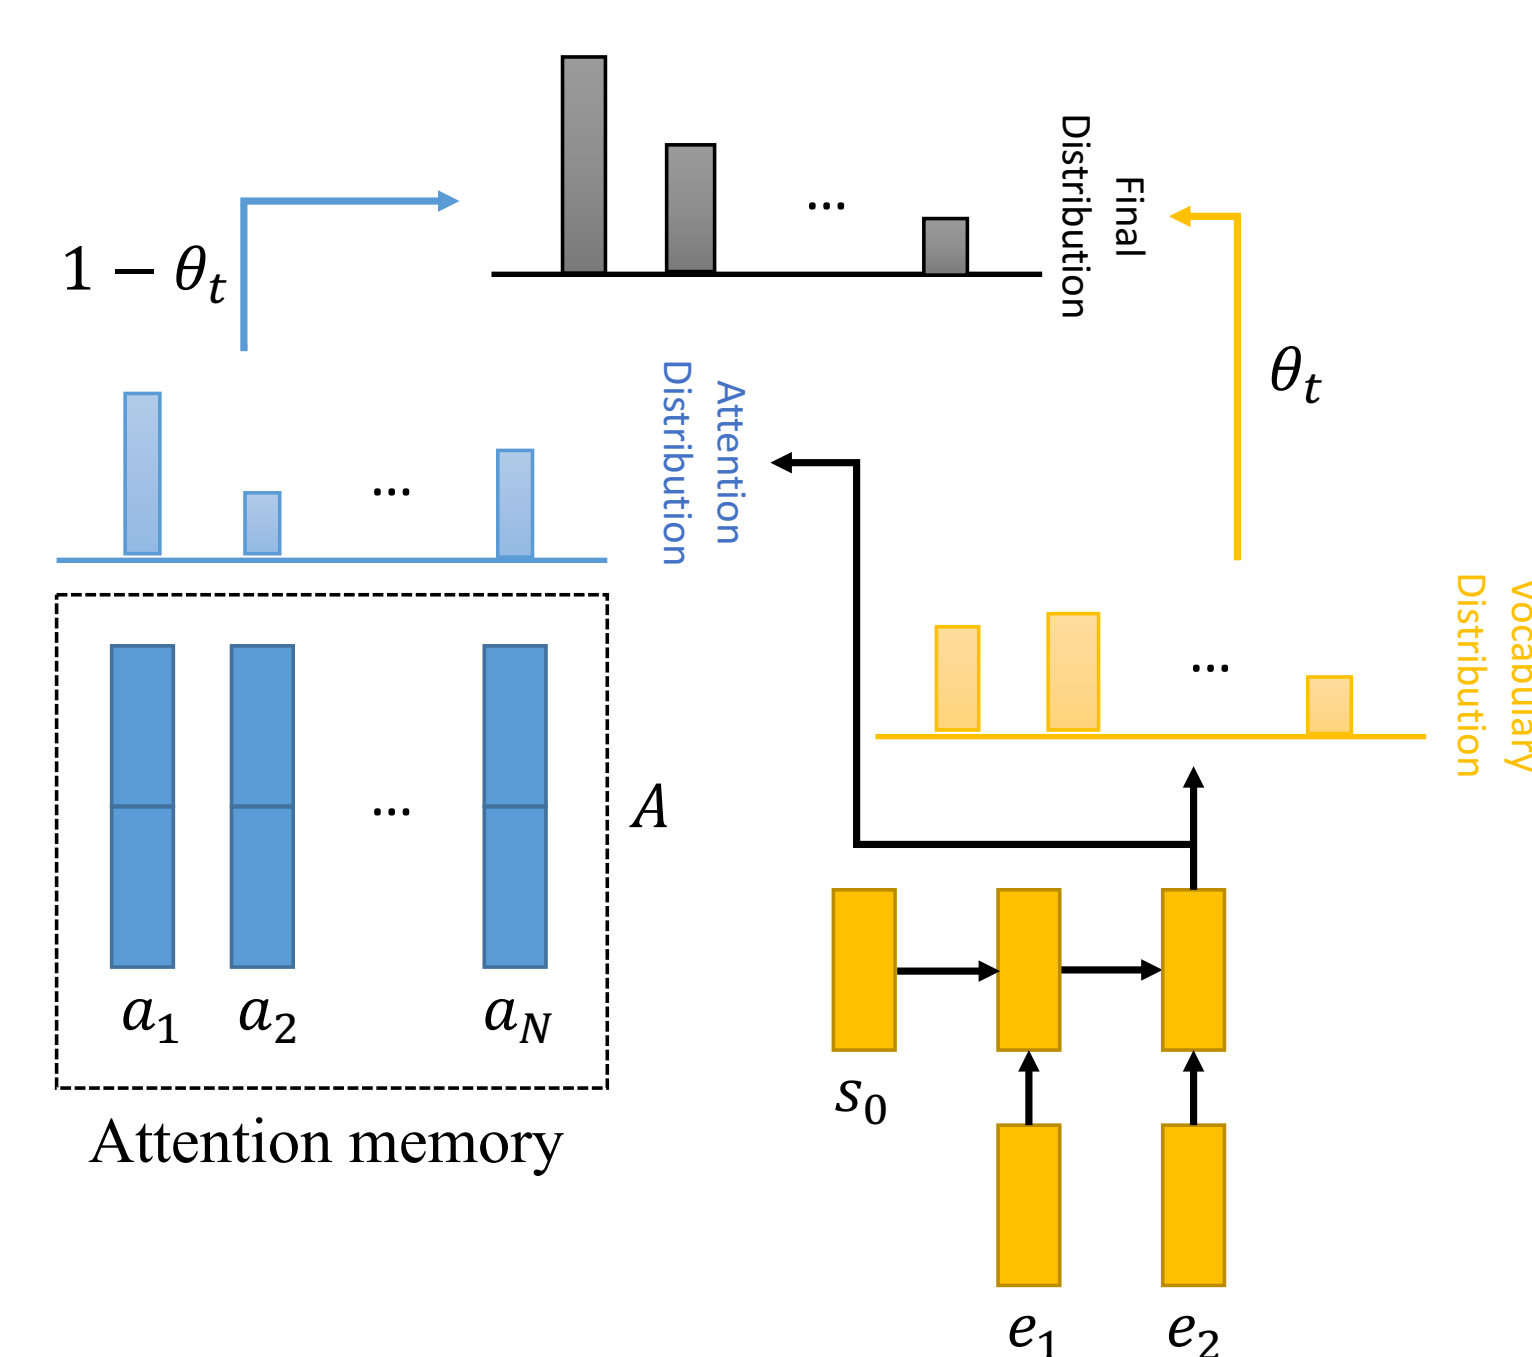 Final
Distribution
1 − θt
θt
Attention
Distribution
vocabulary
Distribution
...
...
...
...
A
a1 a2 aN
Attention memory
s0
e1 e2